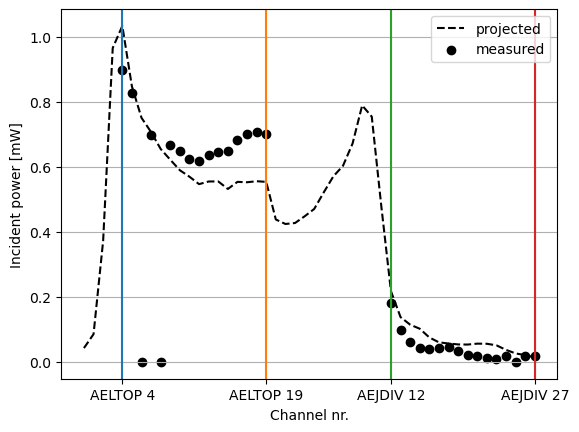 projected
measured
Incident power [mW]
1.0
0.8
0.6
0.4
0.2
0.0
AELTOP 4
AELTOP 19
AEJDIV 12
AEJDIV 27
Channel nr.